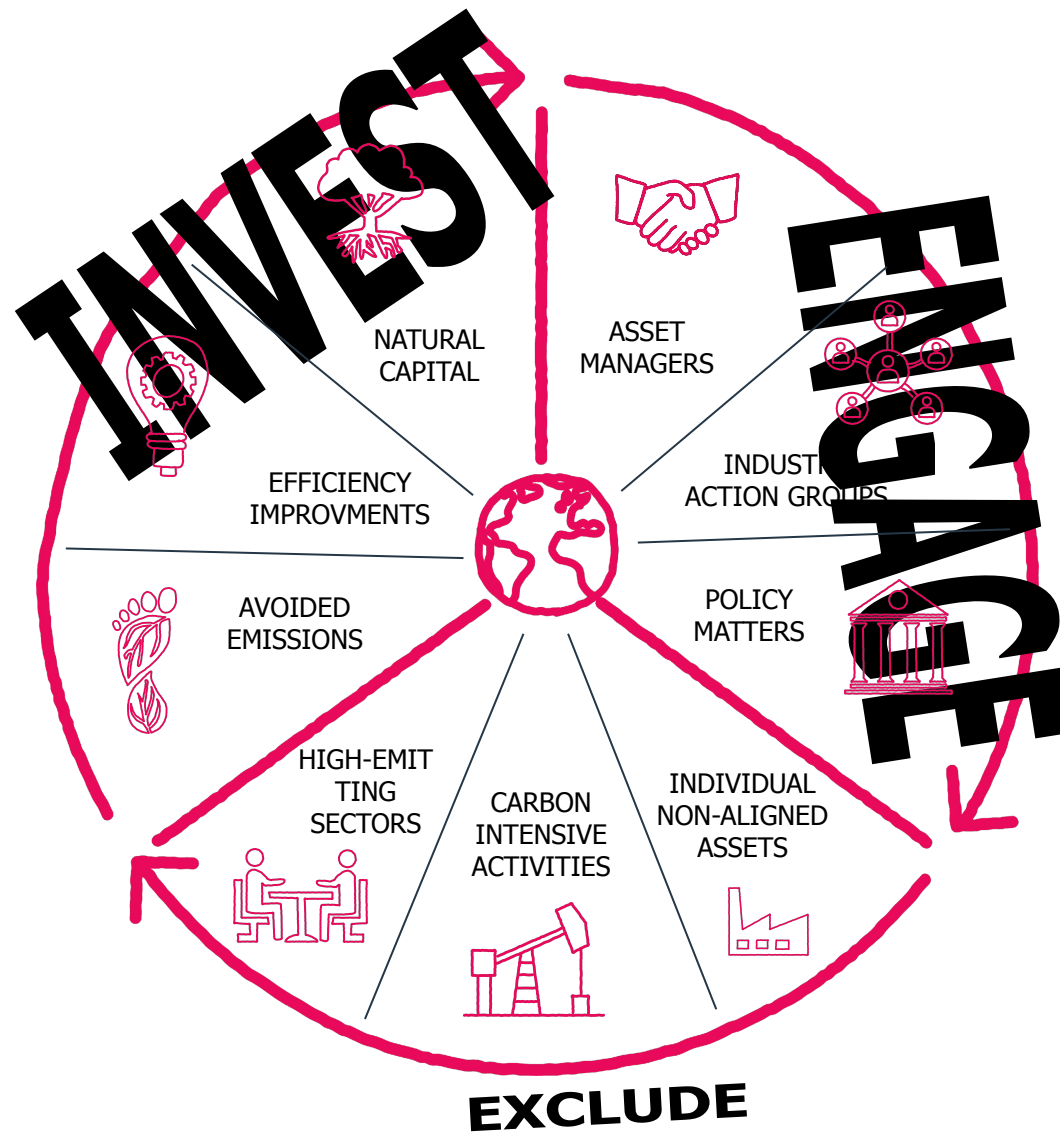 INVEST
NATURAL
CAPITAL
EFFICIENCY
IMPROVMENTS
AVOIDED
EMISSIONS
ENGAGE
ASSET
MANAGERS
ACTION GROUPS
POLICY
MATTERS
HIGH-EMIT
TING
SECTORS
CARBON
INTENSIVE
ACTIVITIES
INDIVIDUAL
NON-ALIGNED
ASSETS
EXCLUDE